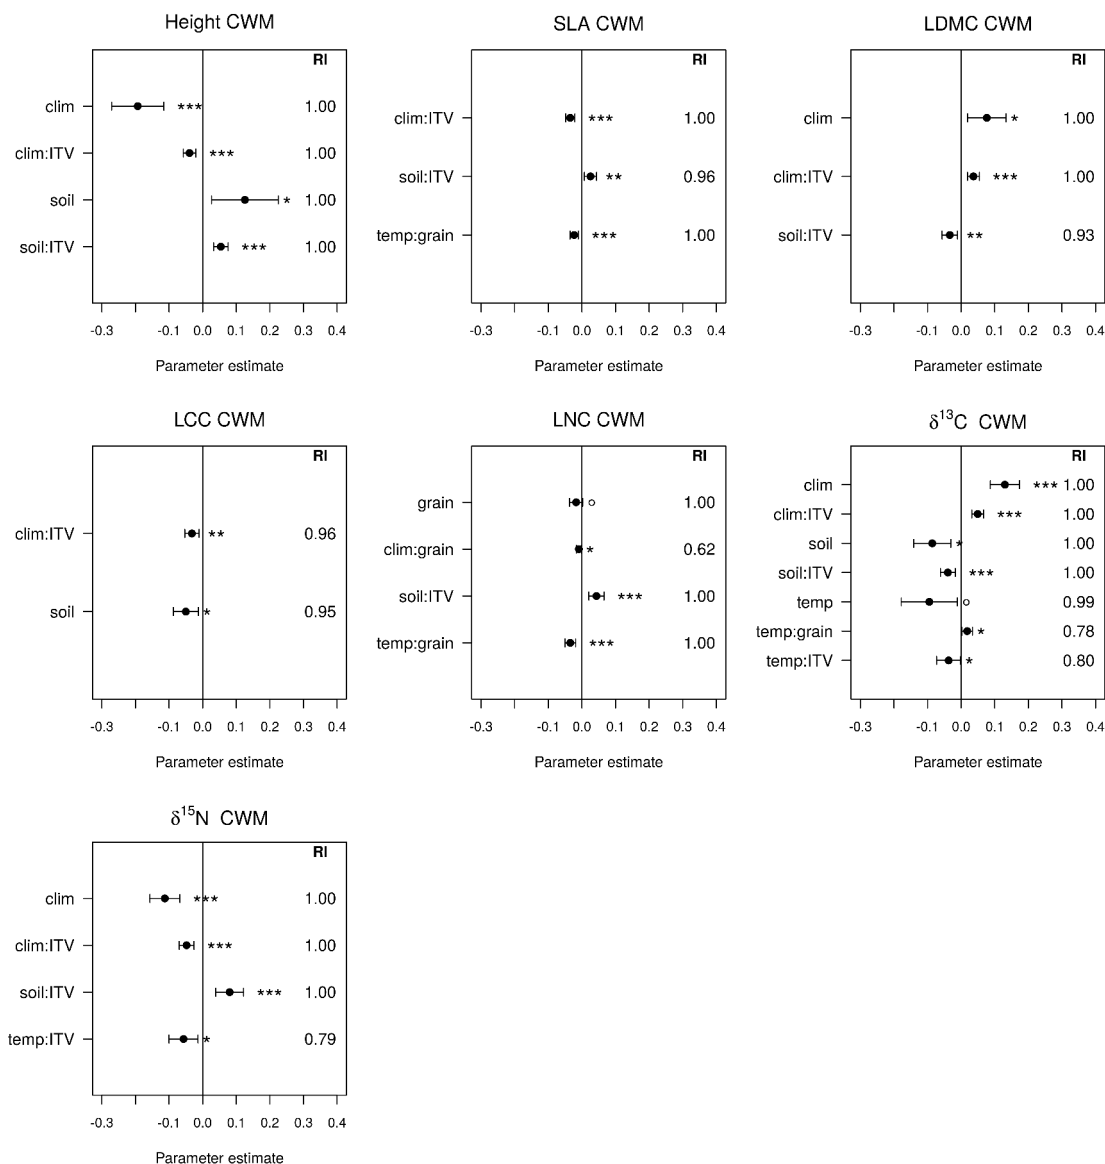 Height CWM
RI
clim *** 1.00
clim:ITV *** 1.00
soil * 1.00
soil:ITV *** 1.00
-0.3 -0.1 0.0 0.1 0.2 0.3 0.4
Parameter estimate
SLA CWM
RI
clim:ITV *** 1.00
soil:ITV ** 0.96
temp:grain *** 1.00
-0.3 -0.1 0.0 0.1 0.2 0.3 0.4
Parameter estimate
LDMC CWM
RI
clim * 1.00
clim:ITV *** 1.00
soil:ITV ** 0.93
-0.3 -0.1 0.0 0.1 0.2 0.3 0.4
Parameter estimate
LCC CWM
RI
clim:ITV ** 0.96
soil * 0.95
-0.3 -0.1 0.0 0.1 0.2 0.3 0.4
Parameter estimate
LNC CWM
RI
grain ○ 1.00
clim:grain * 0.62
soil:ITV *** 1.00
temp:grain *** 1.00
-0.3 -0.1 0.0 0.1 0.2 0.3 0.4
Parameter estimate
δ¹³C CWM
RI
clim *** 1.00
clim:ITV *** 1.00
soil * 1.00
soil:ITV *** 1.00
temp ○ 0.99
temp:grain * 0.78
temp:ITV * 0.80
-0.3 -0.1 0.0 0.1 0.2 0.3 0.4
Parameter estimate
δ¹⁵N CWM
RI
clim *** 1.00
clim:ITV *** 1.00
soil:ITV *** 1.00
temp:ITV * 0.79
-0.3 -0.1 0.0 0.1 0.2 0.3 0.4
Parameter estimate